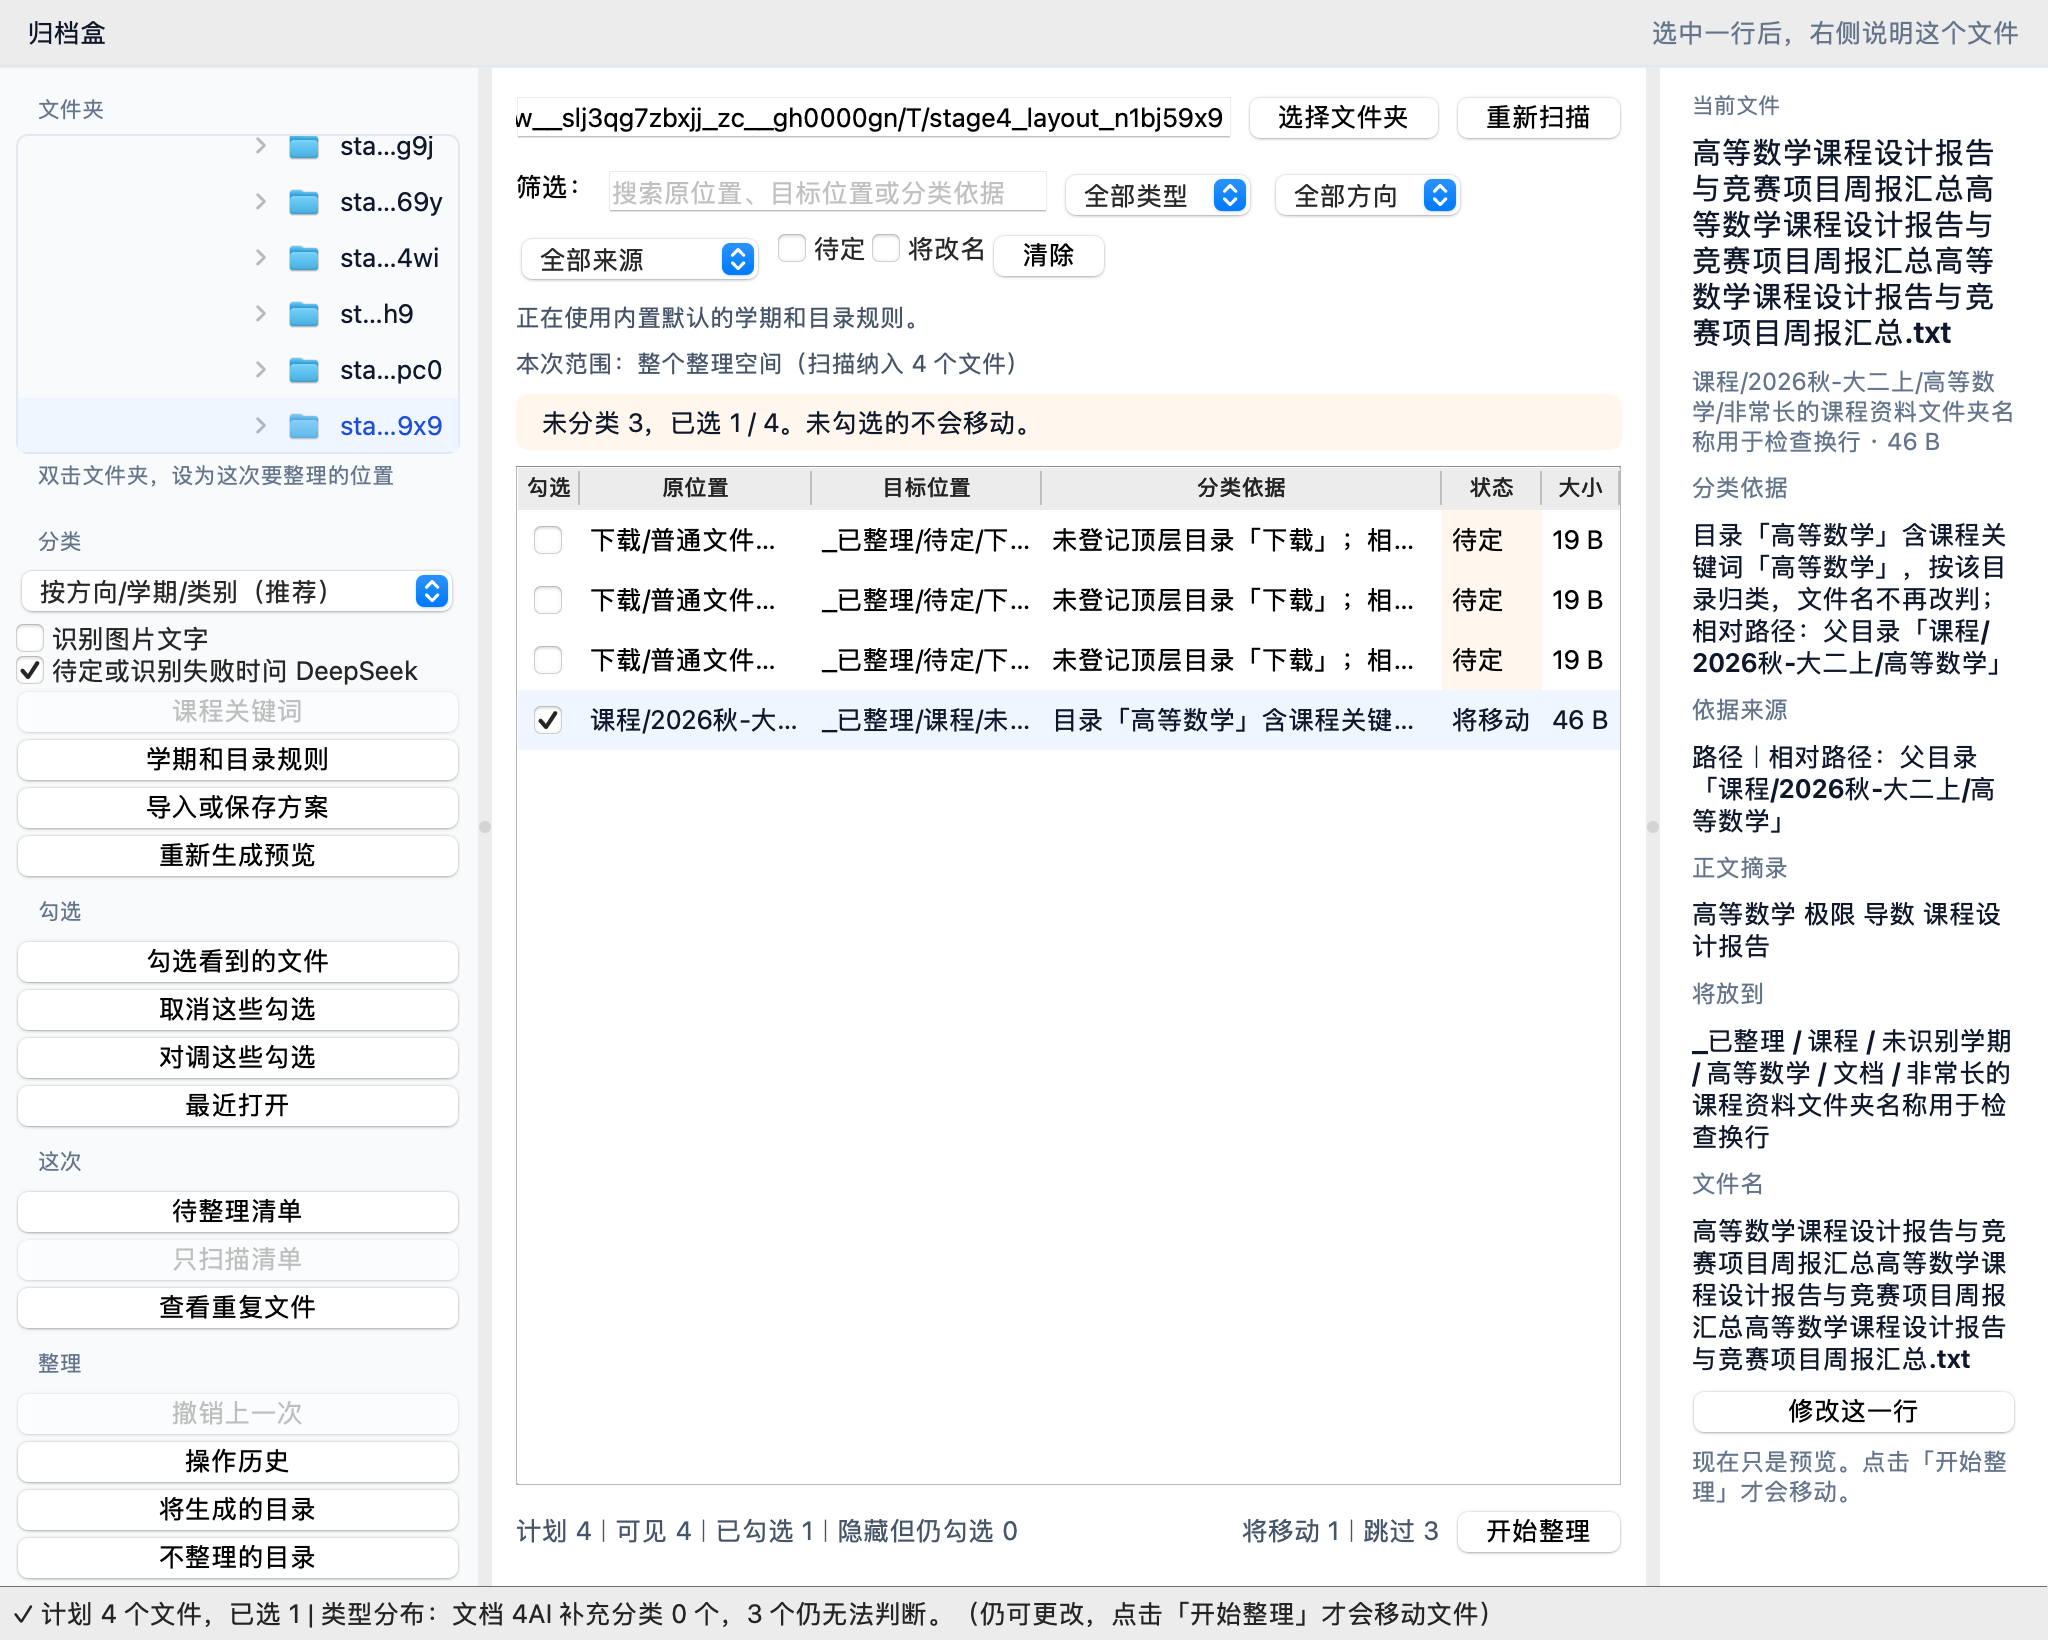 归档盒
选中一行后，右侧说明这个文件
文件夹
sta...g9j
sta...69y
sta...4wi
st...h9
sta...pc0
sta...9x9
双击文件夹，设为这次要整理的位置
分类
按方向/学期/类别（推荐）
识别图片文字
待定或识别失败时问 DeepSeek
课程关键词
学期和目录规则
导入或保存方案
重新生成预览
勾选
勾选看到的文件
取消这些勾选
对调这些勾选
最近打开
这次
待整理清单
只扫描清单
查看重复文件
整理
撤销上一次
操作历史
将生成的目录
不整理的目录
w__slj3qg7zbxjj_zc__gh0000gn/T/stage4_layout_n1bj59x9 选择文件夹 重新扫描
筛选： 搜索原位置、目标位置或分类依据 全部类型 全部方向
全部来源 待定 将改名 清除
正在使用内置默认的学期和目录规则。
本次范围：整个整理空间（扫描纳入 4 个文件）
未分类 3，已选 1 / 4。未勾选的不会移动。
勾选 原位置 目标位置 分类依据 状态 大小
下载/普通文件... _已整理/待定/下... 未登记顶层目录「下载」；相... 待定 19 B
下载/普通文件... _已整理/待定/下... 未登记顶层目录「下载」；相... 待定 19 B
下载/普通文件... _已整理/待定/下... 未登记顶层目录「下载」；相... 待定 19 B
课程/2026秋-大... _已整理/课程/未... 目录「高等数学」含课程关键... 将移动 46 B
计划 4 | 可见 4 | 已勾选 1 | 隐藏但仍勾选 0
将移动 1 | 跳过 3 开始整理
当前文件
高等数学课程设计报告
与竞赛项目周报汇总高
等数学课程设计报告与
竞赛项目周报汇总高等
数学课程设计报告与竞
赛项目周报汇总.txt
课程/2026秋-大二上/高等数
学/非常长的课程资料文件夹名
称用于检查换行 · 46 B
分类依据
目录「高等数学」含课程关
键词「高等数学」，按该目
录归类，文件名不再改判；
相对路径：父目录「课程/
2026秋-大二上/高等数学」
依据来源
路径 | 相对路径：父目录
「课程/2026秋-大二上/高
等数学」
正文摘录
高等数学 极限 导数 课程设
计报告
将放到
_已整理 / 课程 / 未识别学期
/ 高等数学 / 文档 / 非常长的
课程资料文件夹名称用于检
查换行
文件名
高等数学课程设计报告与竞
赛项目周报汇总高等数学课
程设计报告与竞赛项目周报
汇总高等数学课程设计报告
与竞赛项目周报汇总.txt
修改这一行
现在只是预览。点击「开始整
理」才会移动。
✓ 计划 4 个文件，已选 1 | 类型分布：文档 4AI 补充分类 0 个，3 个仍无法判断。（仍可更改，点击「开始整理」才会移动文件）